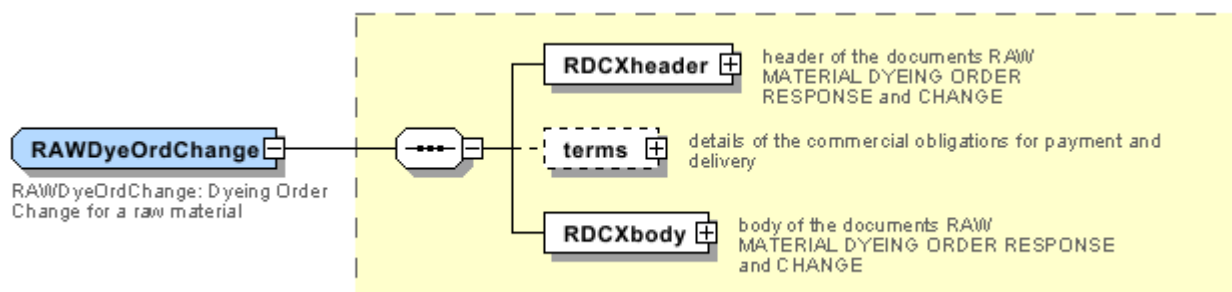 RDCXheader
header of the documents RAW
MATERIAL DYEING ORDER
RESPONSE and CHANGE
RAWDyeOrdChange
RAWDyeOrdChange: Dyeing Order
Change for a raw material
terms
details of the commercial obligations for payment and
delivery
RDCXbody
body of the documents RAW
MATERIAL DYEING ORDER RESPONSE
and CHANGE